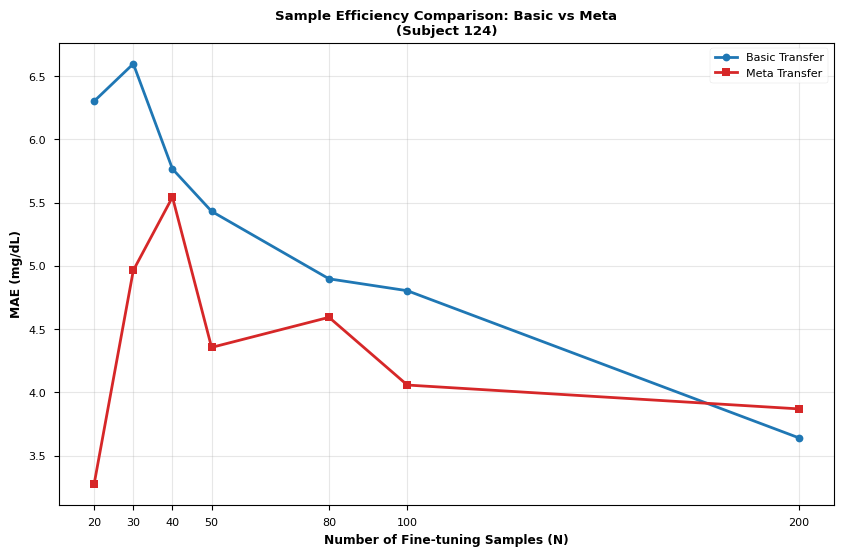 Sample Efficiency Comparison: Basic vs Meta
(Subject 124)
Basic Transfer
Meta Transfer
MAE (mg/dL)
6.5
6.0
5.5
5.0
4.5
4.0
3.5
20 30 40 50 80 100 200
Number of Fine-tuning Samples (N)